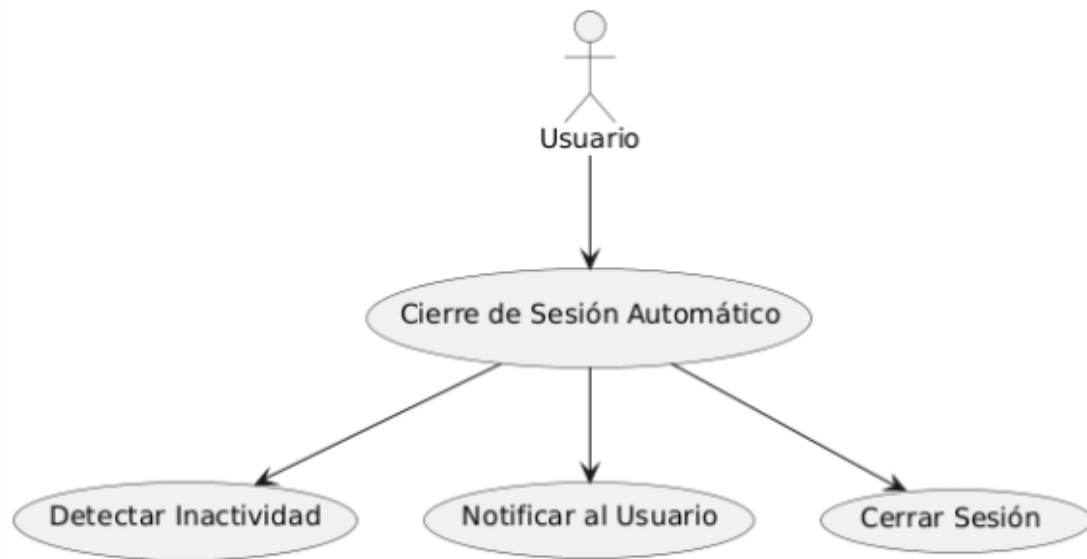 Usuario
Cierre de Sesión Automático
Detectar Inactividad
Notificar al Usuario
Cerrar Sesión